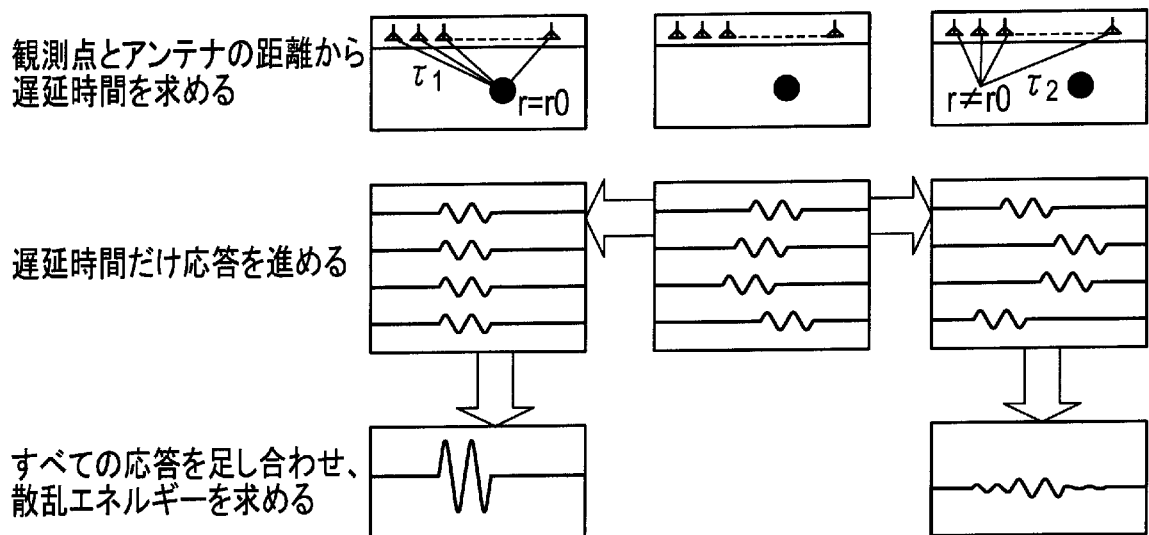 観測点とアンテナの距離から
遅延時間を求める
τ1
r=r0
r≠r0
τ2
遅延時間だけ応答を進める
すべての応答を足し合わせ、
散乱エネルギーを求める